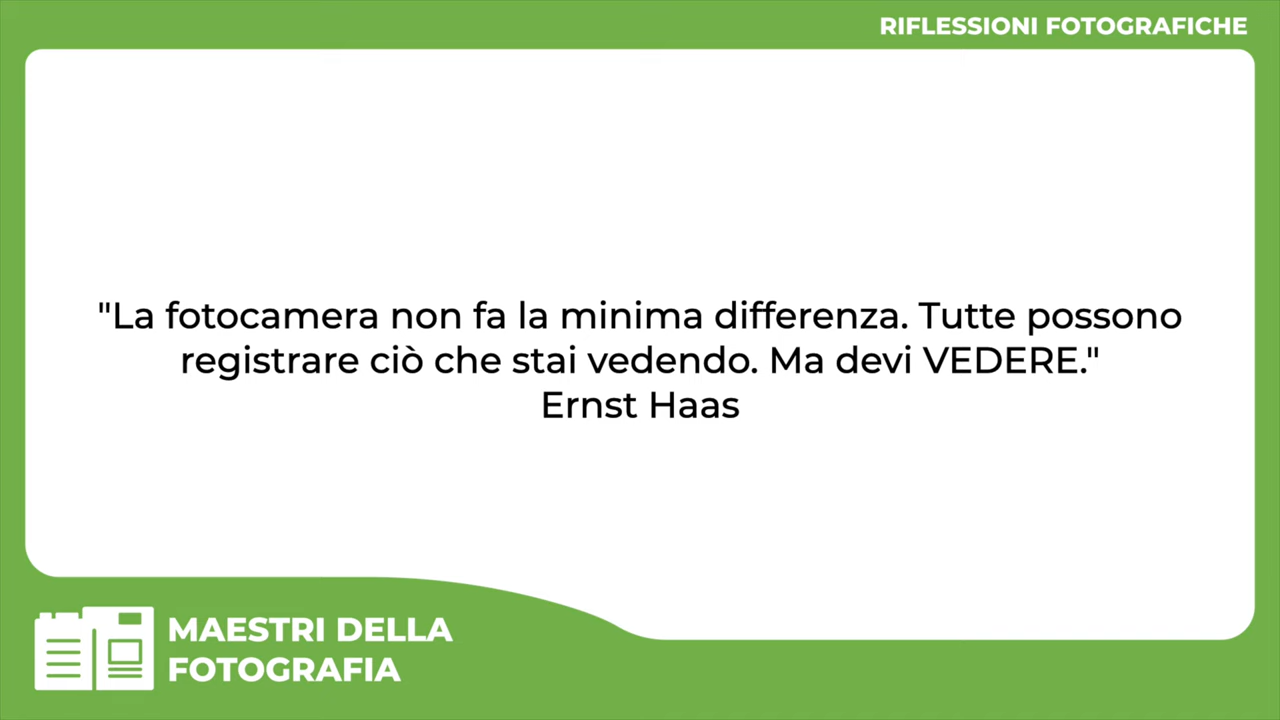 RIFLESSIONI FOTOGRAFICHE
"La fotocamera non fa la minima differenza. Tutte possono
registrare ciò che stai vedendo. Ma devi VEDERE."
Ernst Haas
MAESTRI DELLA
FOTOGRAFIA